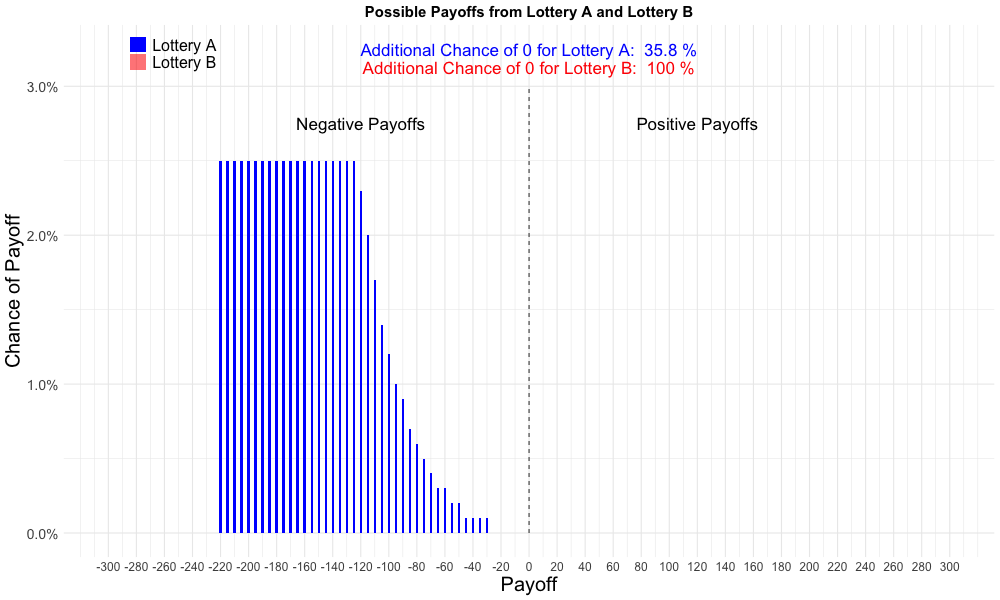 Possible Payoffs from Lottery A and Lottery B
Lottery A
Lottery B
Additional Chance of 0 for Lottery A:  35.8 %
Additional Chance of 0 for Lottery B:  100 %
Negative Payoffs
Positive Payoffs
Chance of Payoff
3.0%
2.0%
1.0%
0.0%
-300 -280 -260 -240 -220 -200 -180 -160 -140 -120 -100 -80 -60 -40 -20 0 20 40 60 80 100 120 140 160 180 200 220 240 260 280 300
Payoff